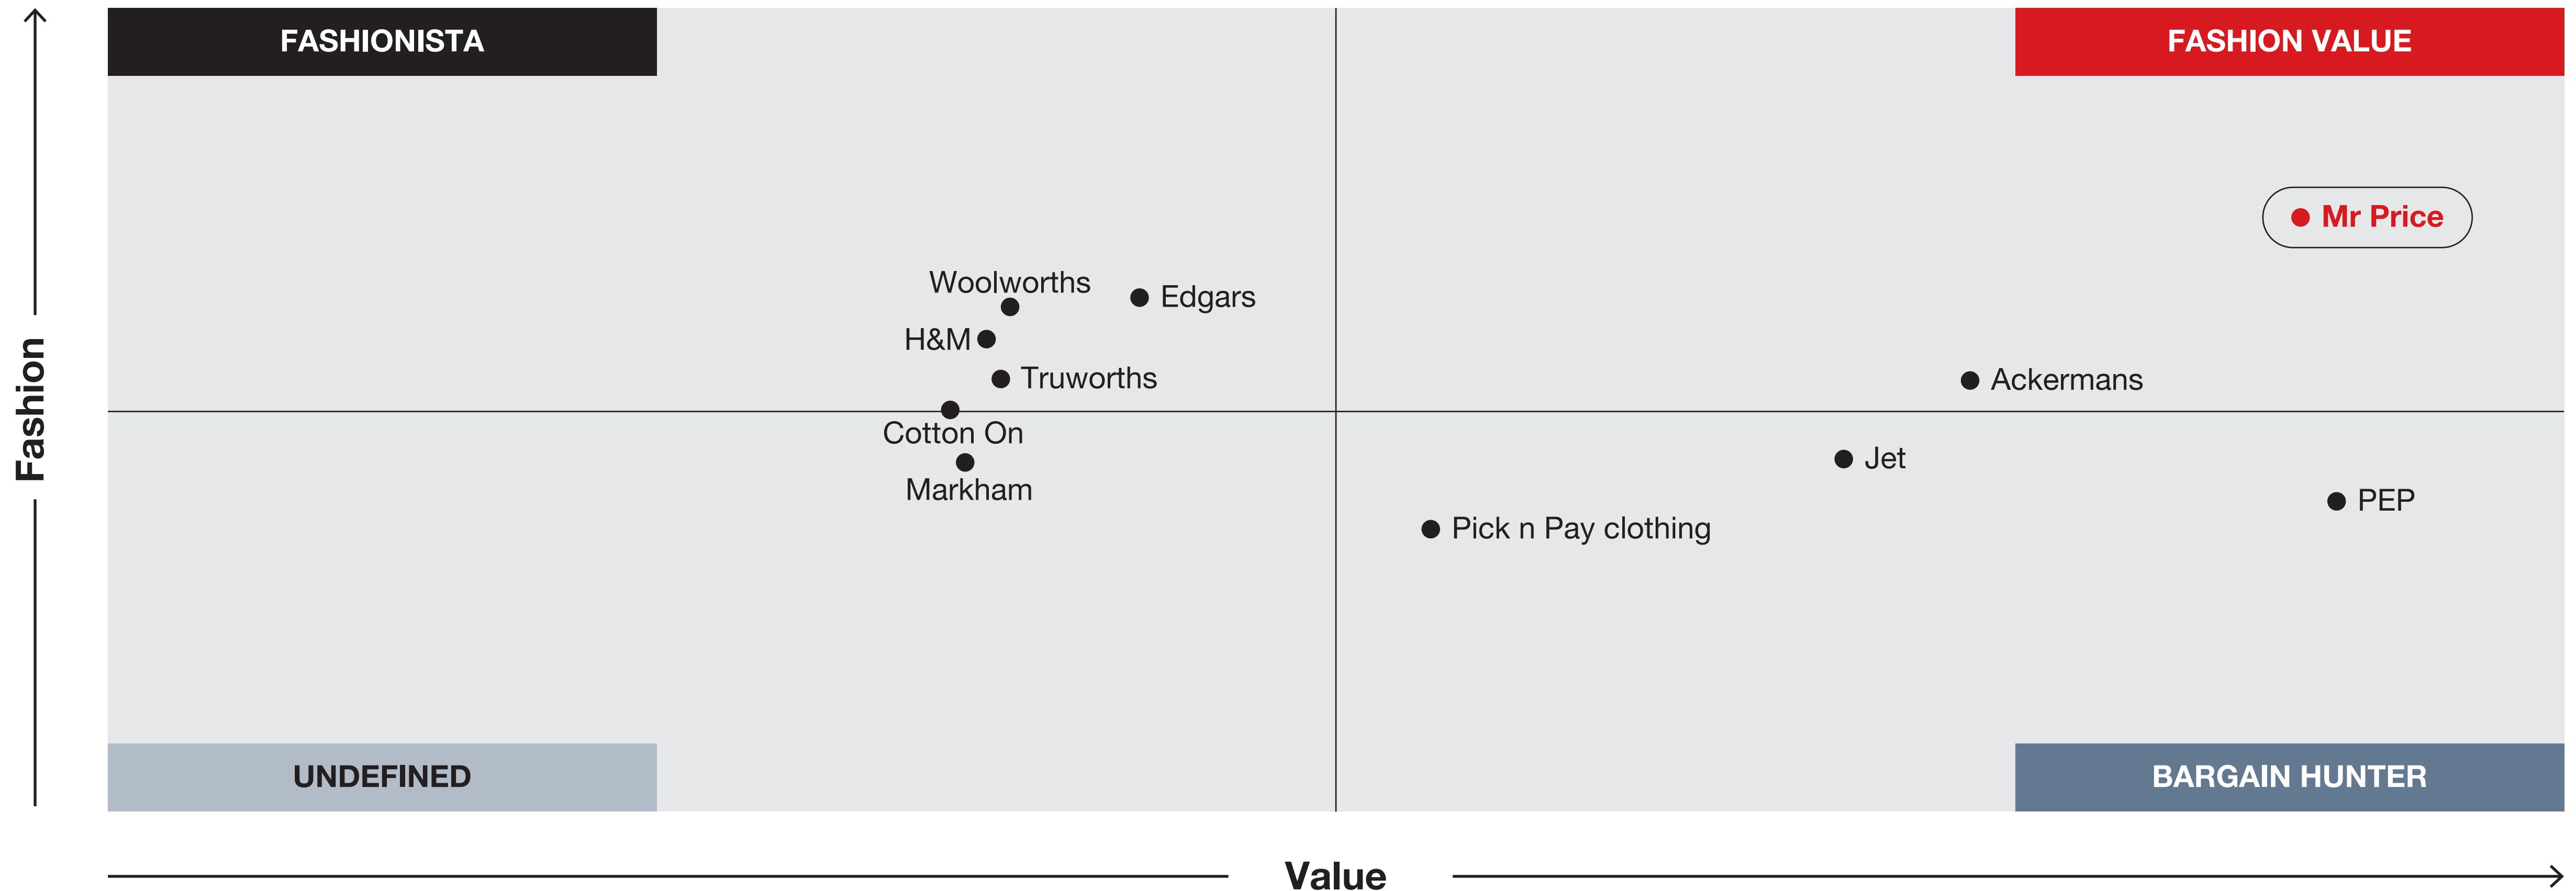 FASHIONISTA
FASHION VALUE
Mr Price
Woolworths
Edgars
H&M
Truworths
Ackermans
Cotton On
Jet
Markham
PEP
Pick n Pay clothing
Fashion
UNDEFINED
BARGAIN HUNTER
Value